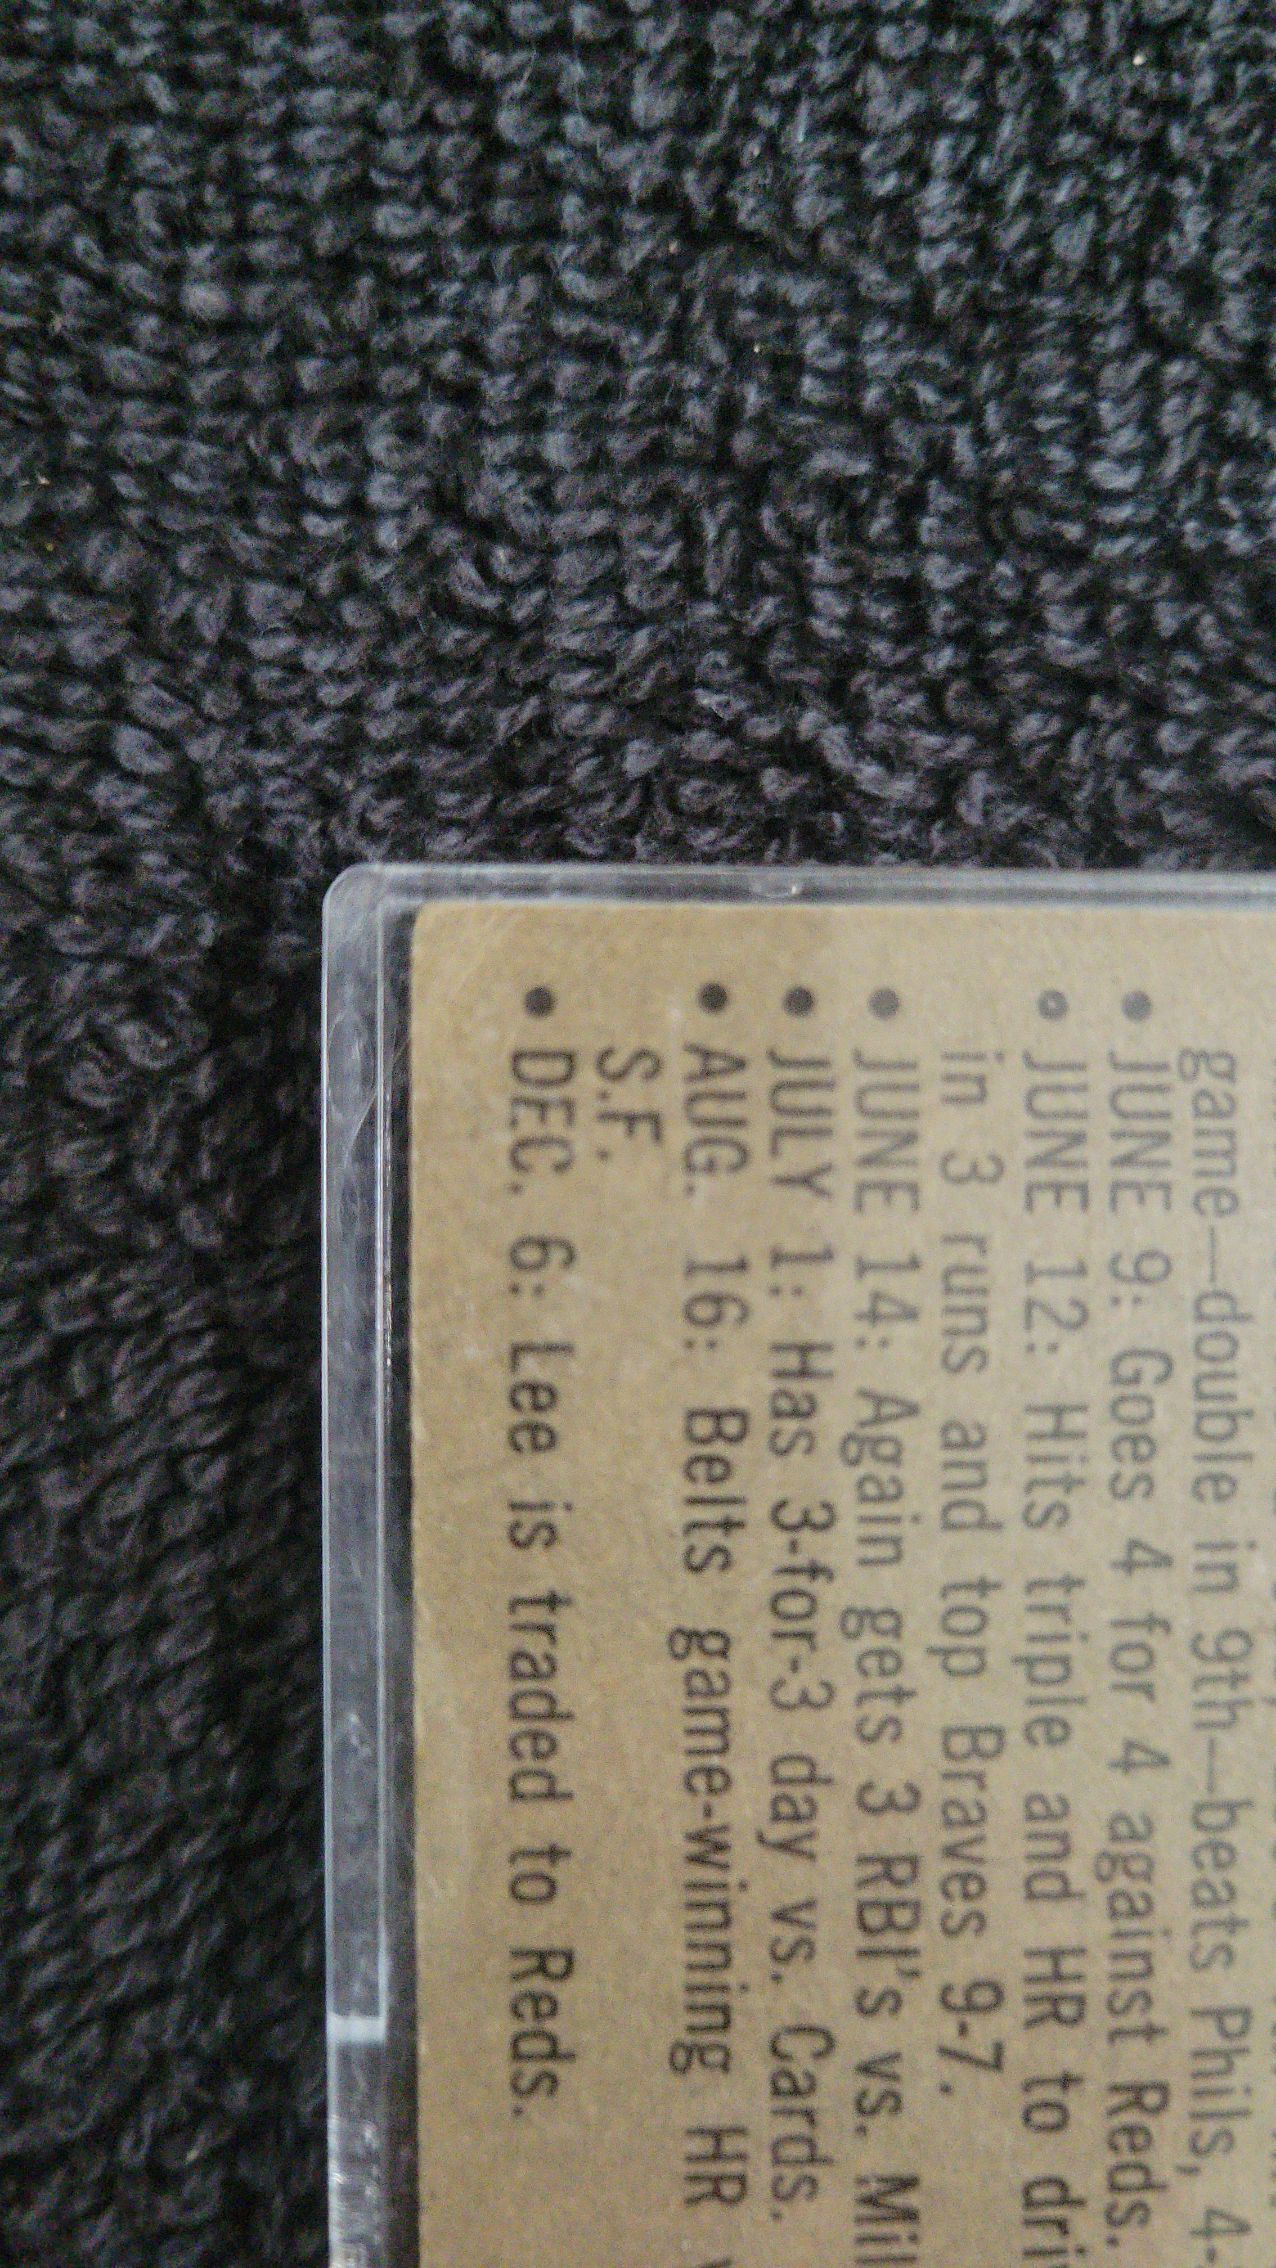 game—double in 9th—beats Phils, 4-
• JUNE 9: Goes 4 for 4 against Reds.
• JUNE 12: Hits triple and HR to dri
in 3 runs and top Braves 9-7.
• JUNE 14: Again gets 3 RBI's vs. Mil
• JULY 1: Has 3-for-3 day vs. Cards.
• AUG. 16: Belts game-winning HR
S.F.
• DEC. 6: Lee is traded to Reds.